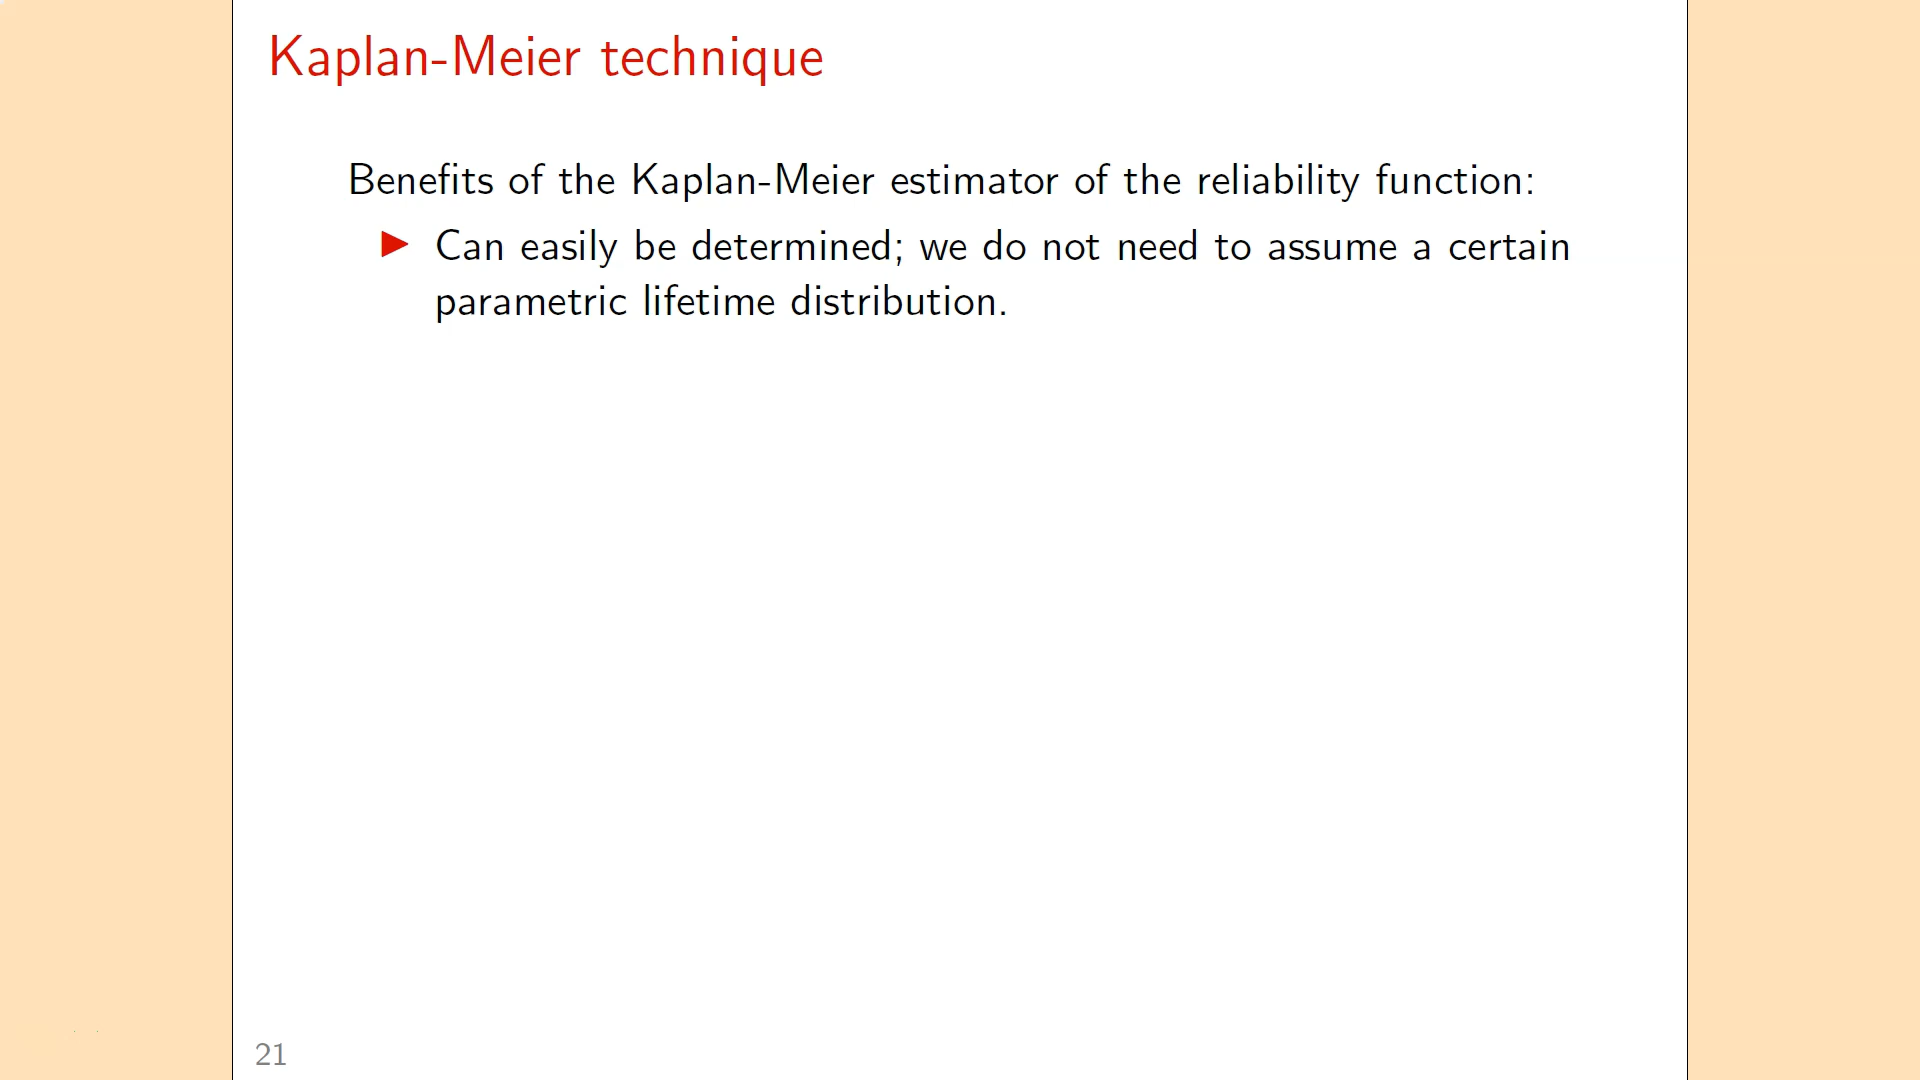 Kaplan-Meier technique
Benefits of the Kaplan-Meier estimator of the reliability function:
Can easily be determined; we do not need to assume a certain
parametric lifetime distribution.
21